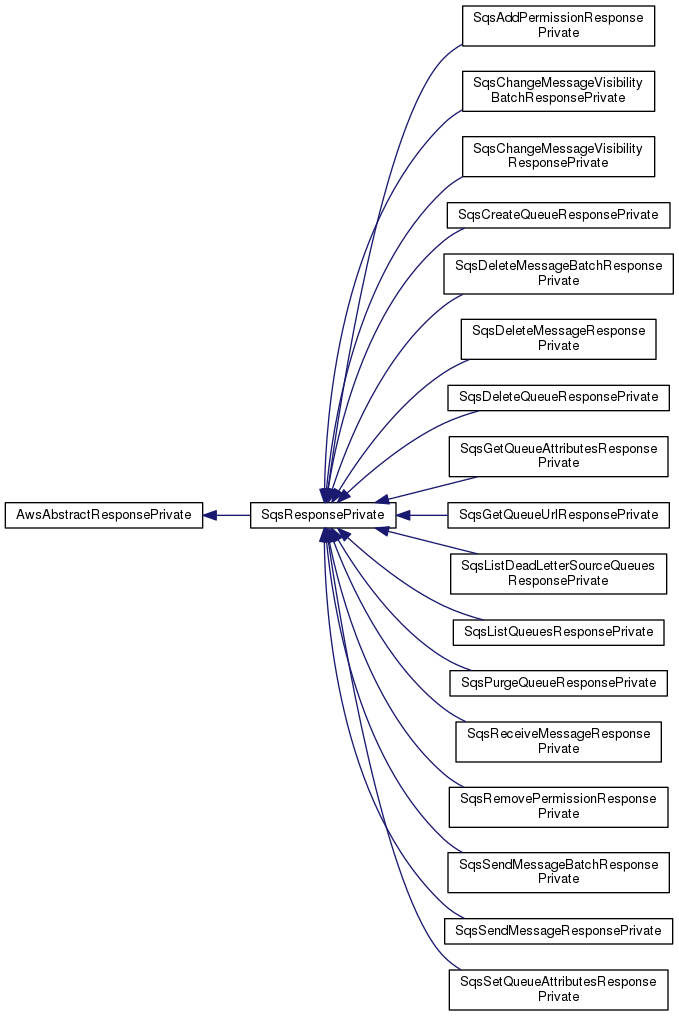 AwsAbstractResponsePrivate
SqsResponsePrivate
SqsAddPermissionResponse
Private
SqsChangeMessageVisibility
BatchResponsePrivate
SqsChangeMessageVisibility
ResponsePrivate
SqsCreateQueueResponsePrivate
SqsDeleteMessageBatchResponse
Private
SqsDeleteMessageResponse
Private
SqsDeleteQueueResponsePrivate
SqsGetQueueAttributesResponse
Private
SqsGetQueueUrlResponsePrivate
SqsListDeadLetterSourceQueues
ResponsePrivate
SqsListQueuesResponsePrivate
SqsPurgeQueueResponsePrivate
SqsReceiveMessageResponse
Private
SqsRemovePermissionResponse
Private
SqsSendMessageBatchResponse
Private
SqsSendMessageResponsePrivate
SqsSetQueueAttributesResponse
Private